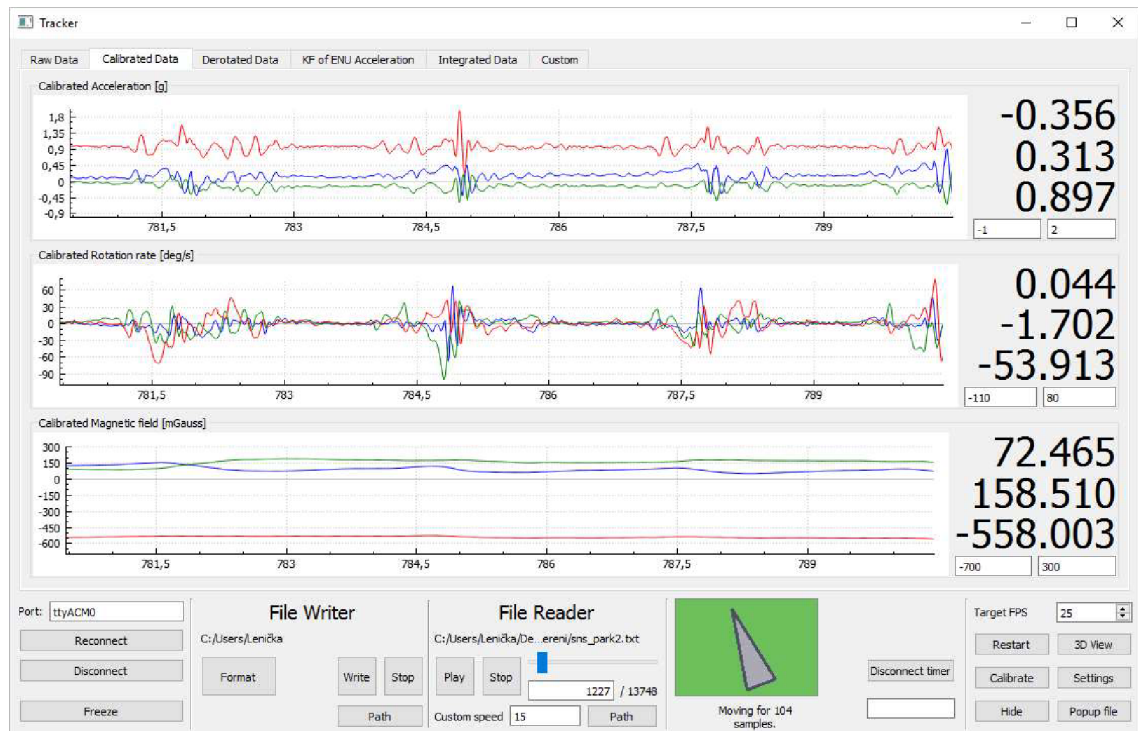 Tracker
Raw Data Calibrated Data Derotated Data KF of ENU Acceleration Integrated Data Custom
Calibrated Acceleration [g]
1,8
1,35
0,9
0,45
0
-0,45
-0,9
781,5 783 784,5 786 787,5 789
-0.356
0.313
0.897
-1 2
Calibrated Rotation rate [deg/s]
60
30
0
-30
-60
-90
781,5 783 784,5 786 787,5 789
0.044
-1.702
-53.913
-110 80
Calibrated Magnetic field [mGauss]
300
150
0
-150
-300
-450
-600
781,5 783 784,5 786 787,5 789
72.465
158.510
-558.003
-700 300
Port: ttyACM0
Reconnect
Disconnect
Freeze
File Writer
C:/Users/Lenička
Format Write Stop
Path
File Reader
C:/Users/Lenička/De...ereni/sns_park2.txt
Play Stop
1227 / 13748
Custom speed 15 Path
Moving for 104
samples.
Disconnect timer
Target FPS 25
Restart 3D View
Calibrate Settings
Hide Popup file